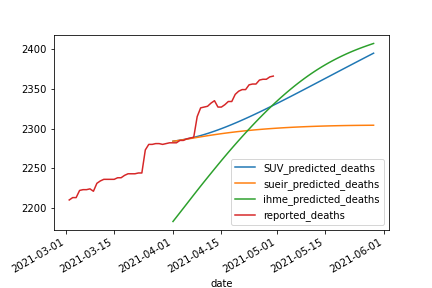 2400
2350
2300
2250
2200
SUV_predicted_deaths
sueir_predicted_deaths
ihme_predicted_deaths
reported_deaths
2021-03-01
2021-03-15
2021-04-01
2021-04-15
2021-05-01
2021-05-15
2021-06-01
date